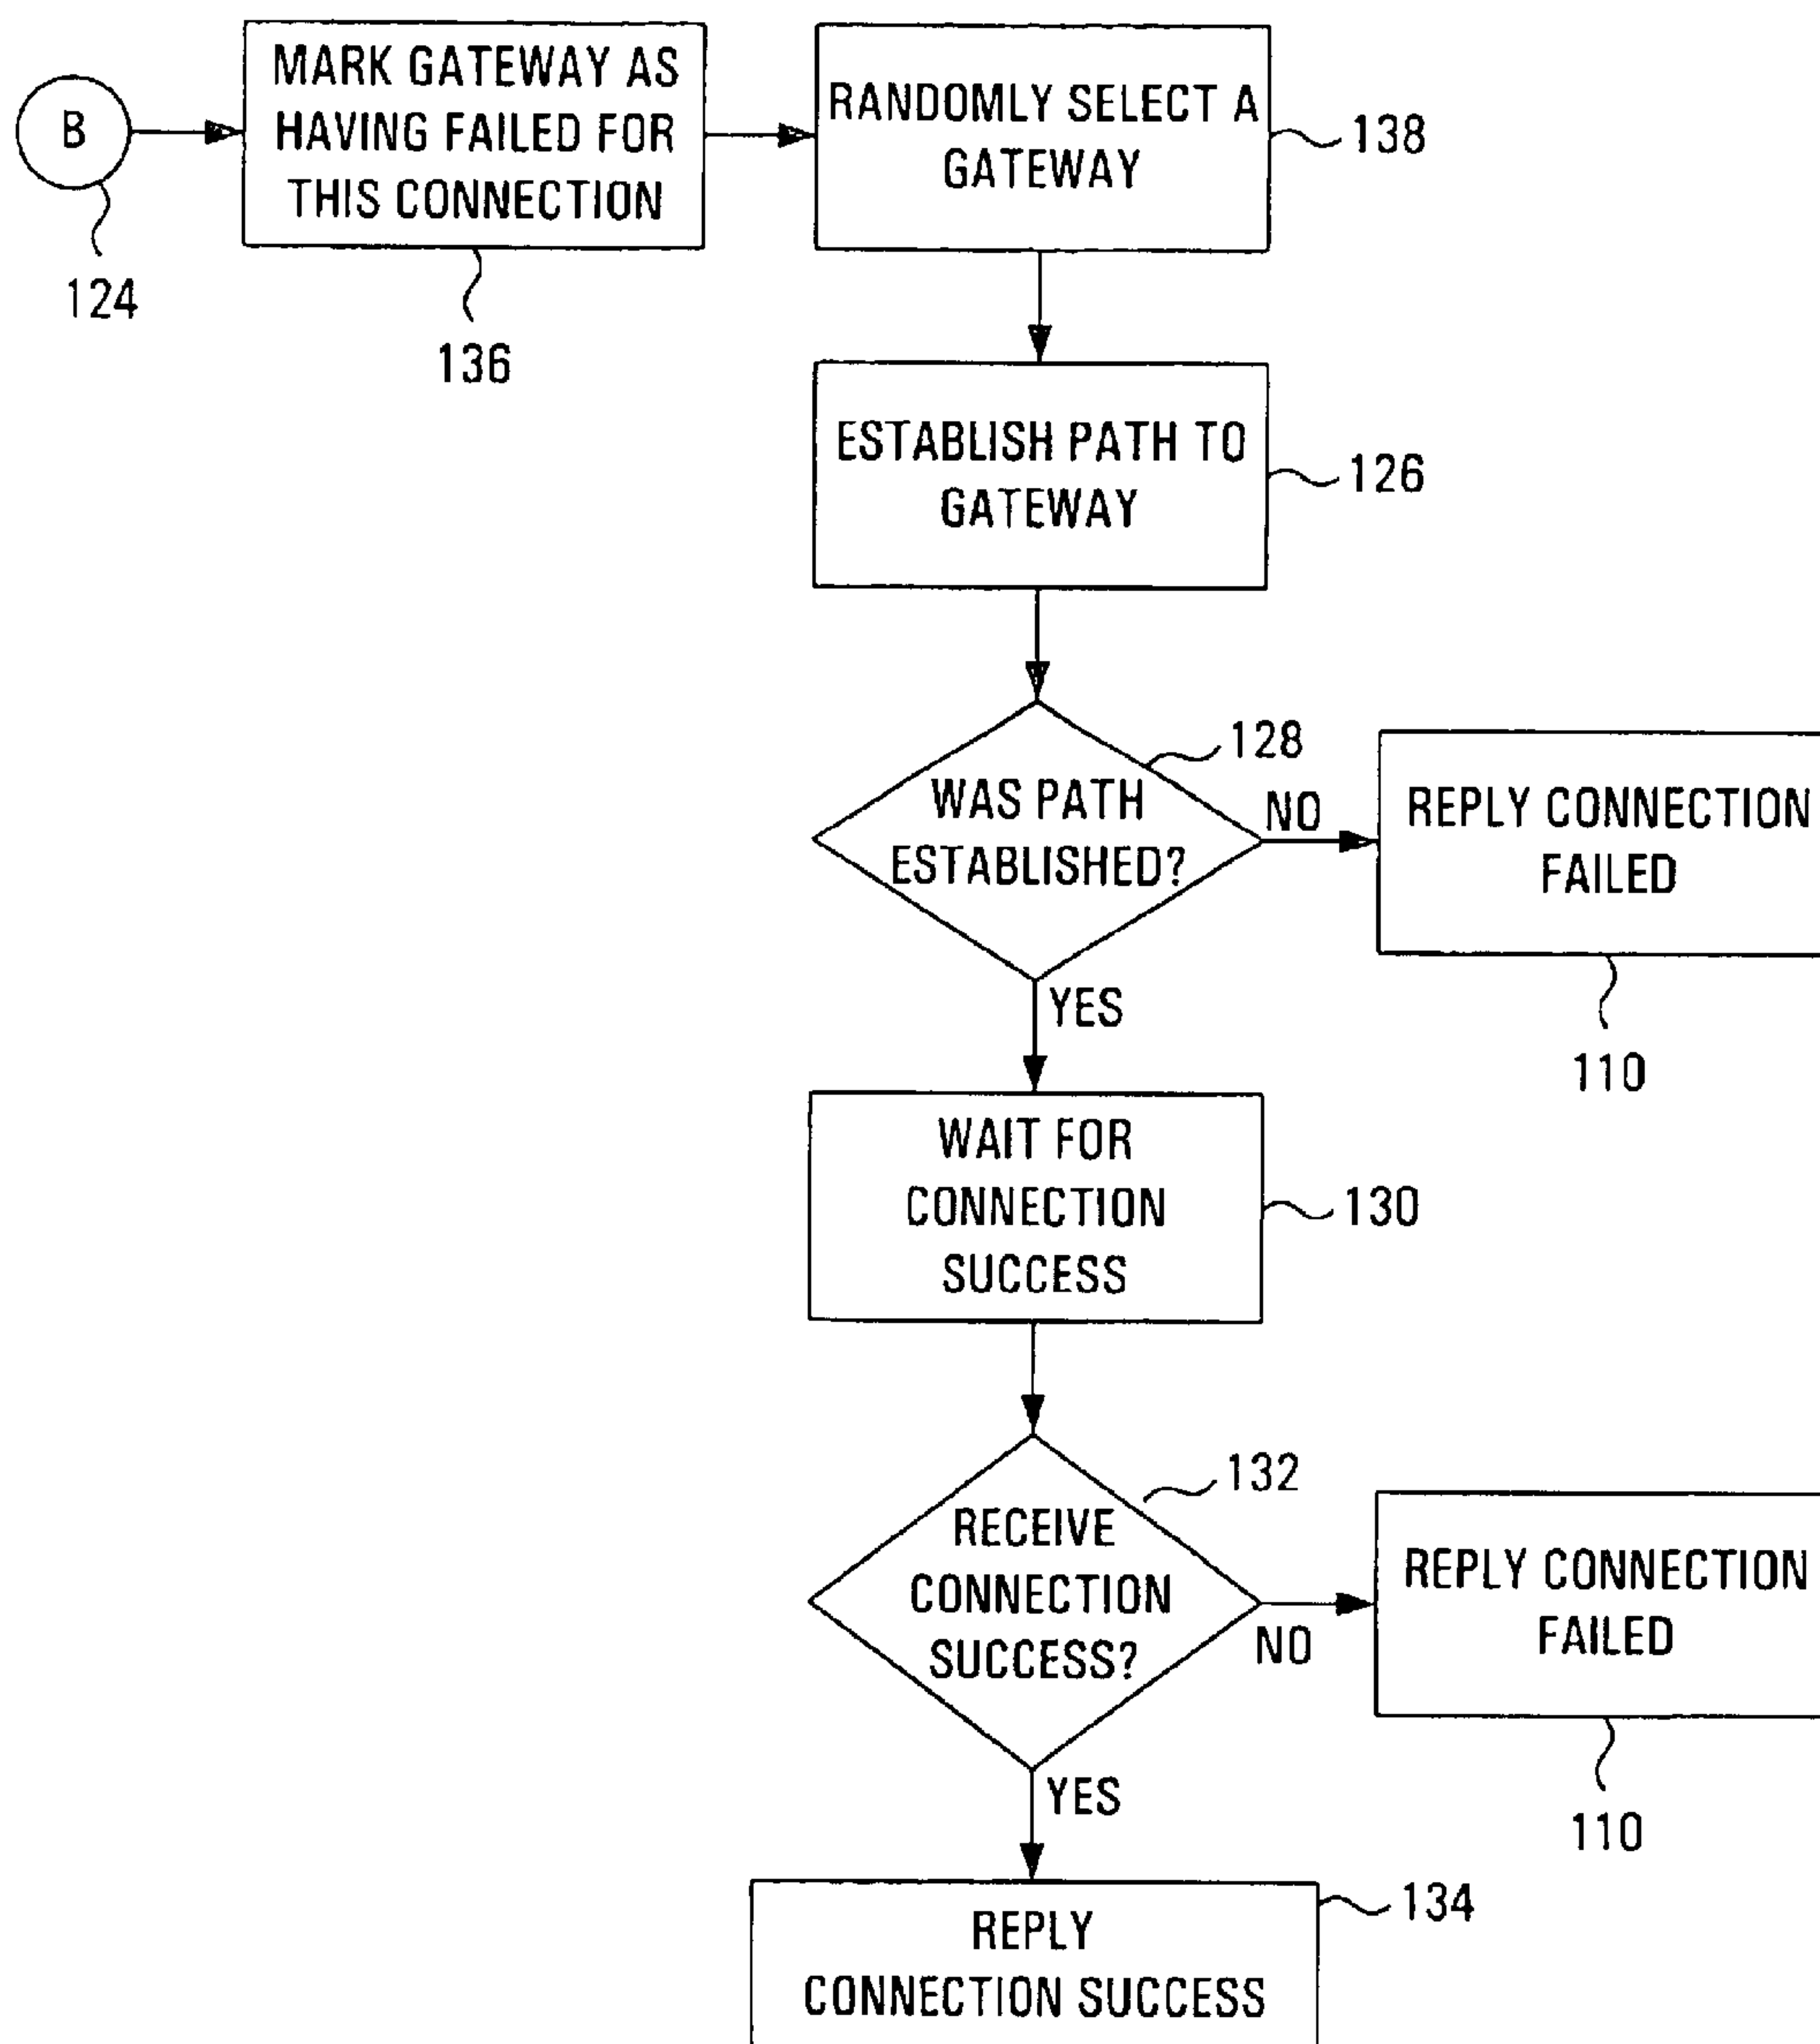 B
124
MARK GATEWAY AS
HAVING FAILED FOR
THIS CONNECTION
136
RANDOMLY SELECT A
GATEWAY
138
ESTABLISH PATH TO
GATEWAY
126
WAS PATH
ESTABLISHED?
128
NO
REPLY CONNECTION
FAILED
110
YES
WAIT FOR
CONNECTION
SUCCESS
130
RECEIVE
CONNECTION
SUCCESS?
132
NO
REPLY CONNECTION
FAILED
110
YES
REPLY
CONNECTION SUCCESS
134